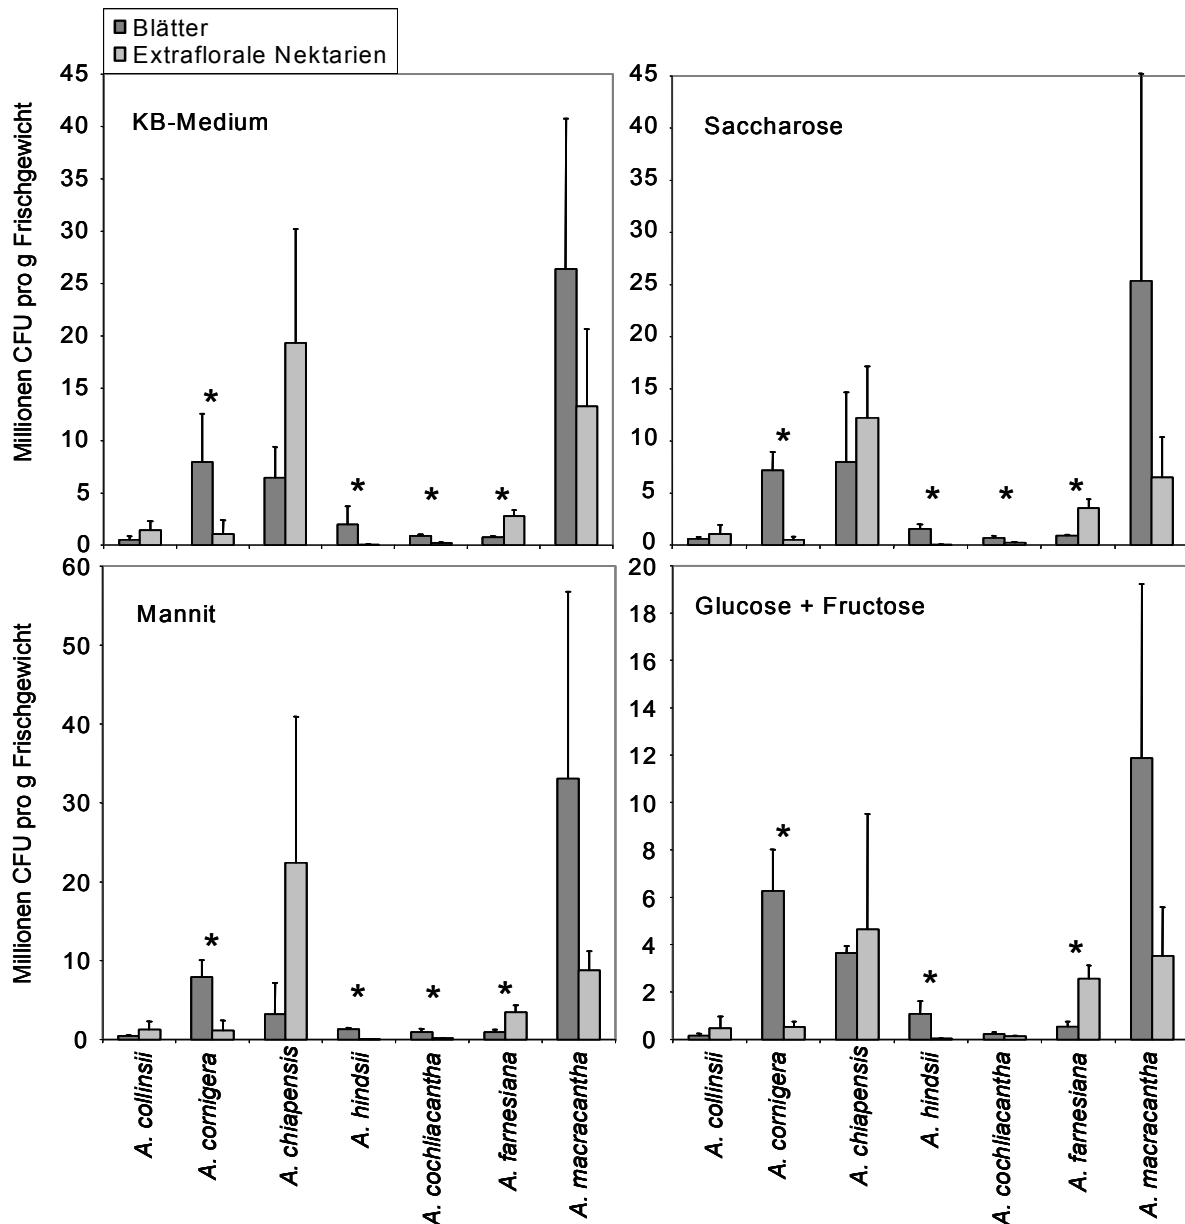 Blätter
Extraflorale Nektarien
Millionen CFU pro g Frischgewicht
45
40
35
30
25
20
15
10
5
0
KB-Medium
*
*
*
*
45
40
35
30
25
20
15
10
5
0
Saccharose
*
*
*
*
Millionen CFU pro g Frischgewicht
60
50
40
30
20
10
0
Mannit
*
*
*
*
A. collinsii
A. cornigera
A. chiapensis
A. hindsii
A. cochliacantha
A. farnesiana
A. macracantha
20
18
16
14
12
10
8
6
4
2
0
Glucose + Fructose
*
*
*
A. collinsii
A. cornigera
A. chiapensis
A. hindsii
A. cochliacantha
A. farnesiana
A. macracantha